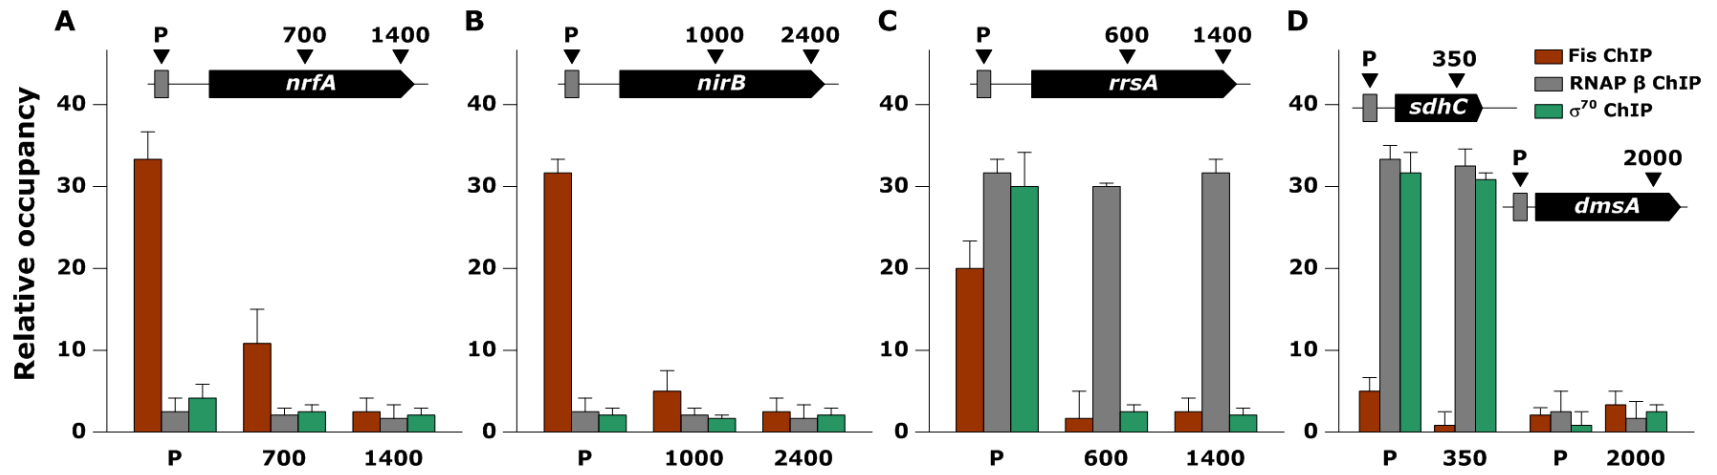 A
P 700 1400
nrfA
B
P 1000 2400
nirB
C
P 600 1400
rrsA
D
P 350
sdhC
P 2000
dmsA
Fis ChIP
RNAP β ChIP
σ70 ChIP
Relative occupancy
40
30
20
10
0
P 700 1400
40
30
20
10
0
P 1000 2400
40
30
20
10
0
P 600 1400
40
30
20
10
0
P 350 P 2000